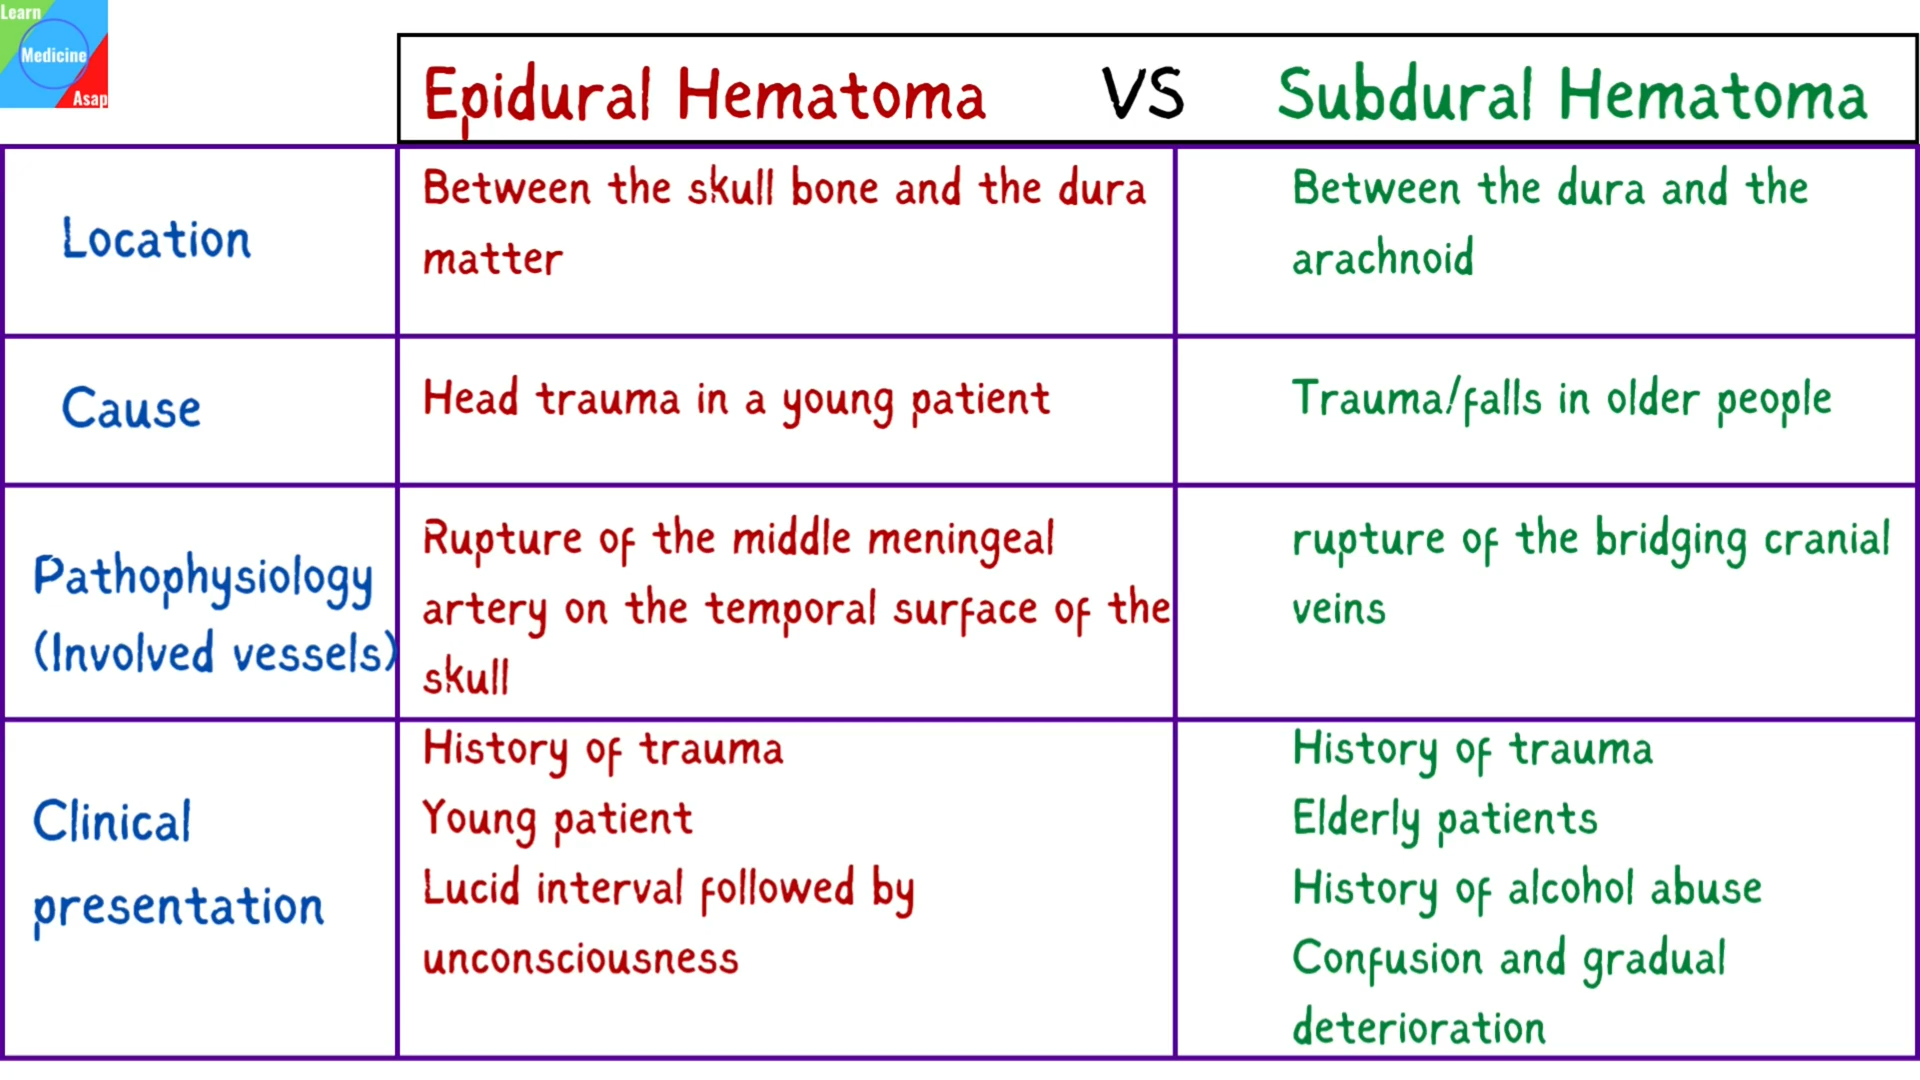 Learn
Medicine
Asap
Epidural Hematoma VS Subdural Hematoma
Location
Between the skull bone and the dura
matter
Between the dura and the
arachnoid
Cause
Head trauma in a young patient
Trauma/falls in older people
Pathophysiology
(Involved vessels)
Rupture of the middle meningeal
artery on the temporal surface of the
skull
rupture of the bridging cranial
veins
Clinical
presentation
History of trauma
Young patient
Lucid interval followed by
unconsciousness
History of trauma
Elderly patients
History of alcohol abuse
Confusion and gradual
deterioration